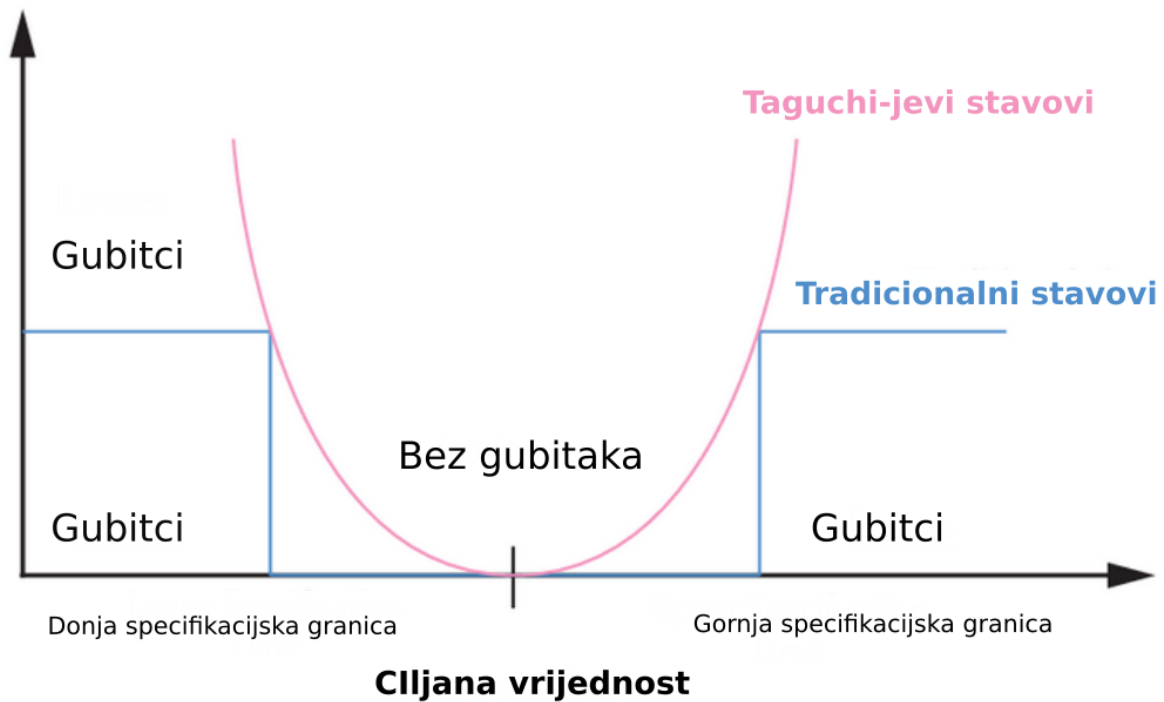 Taguchi-jevi stavovi
Gubitci
Tradicionalni stavovi
Bez gubitaka
Gubitci
Gubitci
Donja specifikacijska granica
Gornja specifikacijska granica
CIljana vrijednost